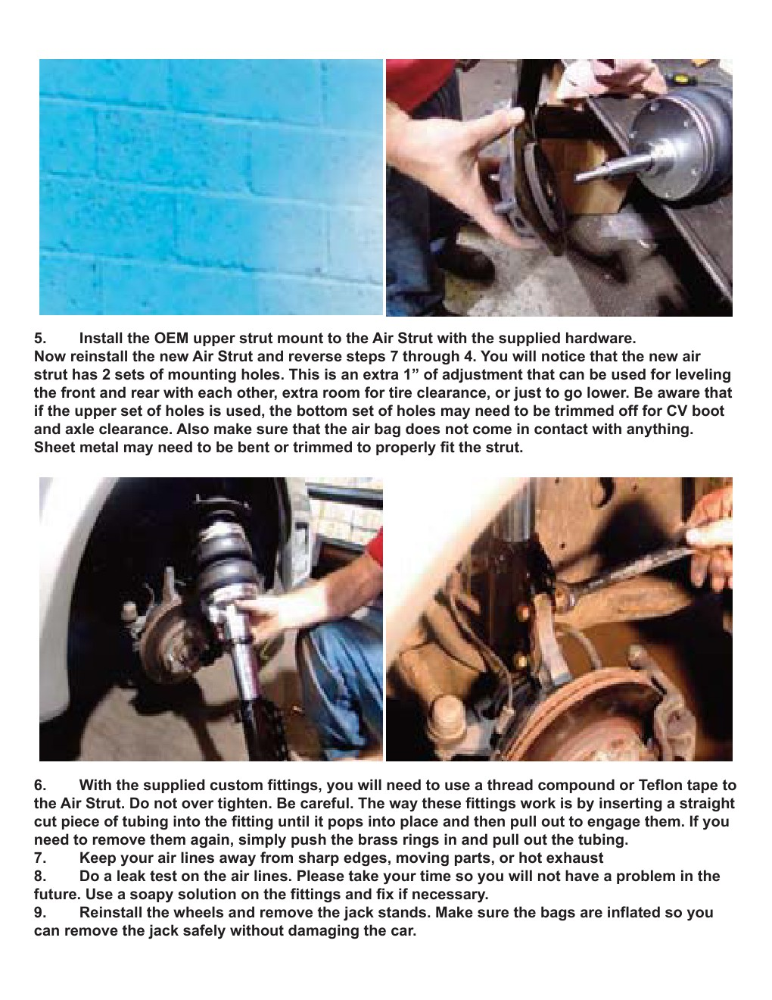 5. Install the OEM upper strut mount to the Air Strut with the supplied hardware.
Now reinstall the new Air Strut and reverse steps 7 through 4. You will notice that the new air
strut has 2 sets of mounting holes. This is an extra 1” of adjustment that can be used for leveling
the front and rear with each other, extra room for tire clearance, or just to go lower. Be aware that
if the upper set of holes is used, the bottom set of holes may need to be trimmed off for CV boot
and axle clearance. Also make sure that the air bag does not come in contact with anything.
Sheet metal may need to be bent or trimmed to properly fit the strut.
6. With the supplied custom fittings, you will need to use a thread compound or Teflon tape to
the Air Strut. Do not over tighten. Be careful. The way these fittings work is by inserting a straight
cut piece of tubing into the fitting until it pops into place and then pull out to engage them. If you
need to remove them again, simply push the brass rings in and pull out the tubing.
7. Keep your air lines away from sharp edges, moving parts, or hot exhaust
8. Do a leak test on the air lines. Please take your time so you will not have a problem in the
future. Use a soapy solution on the fittings and fix if necessary.
9. Reinstall the wheels and remove the jack stands. Make sure the bags are inflated so you
can remove the jack safely without damaging the car.